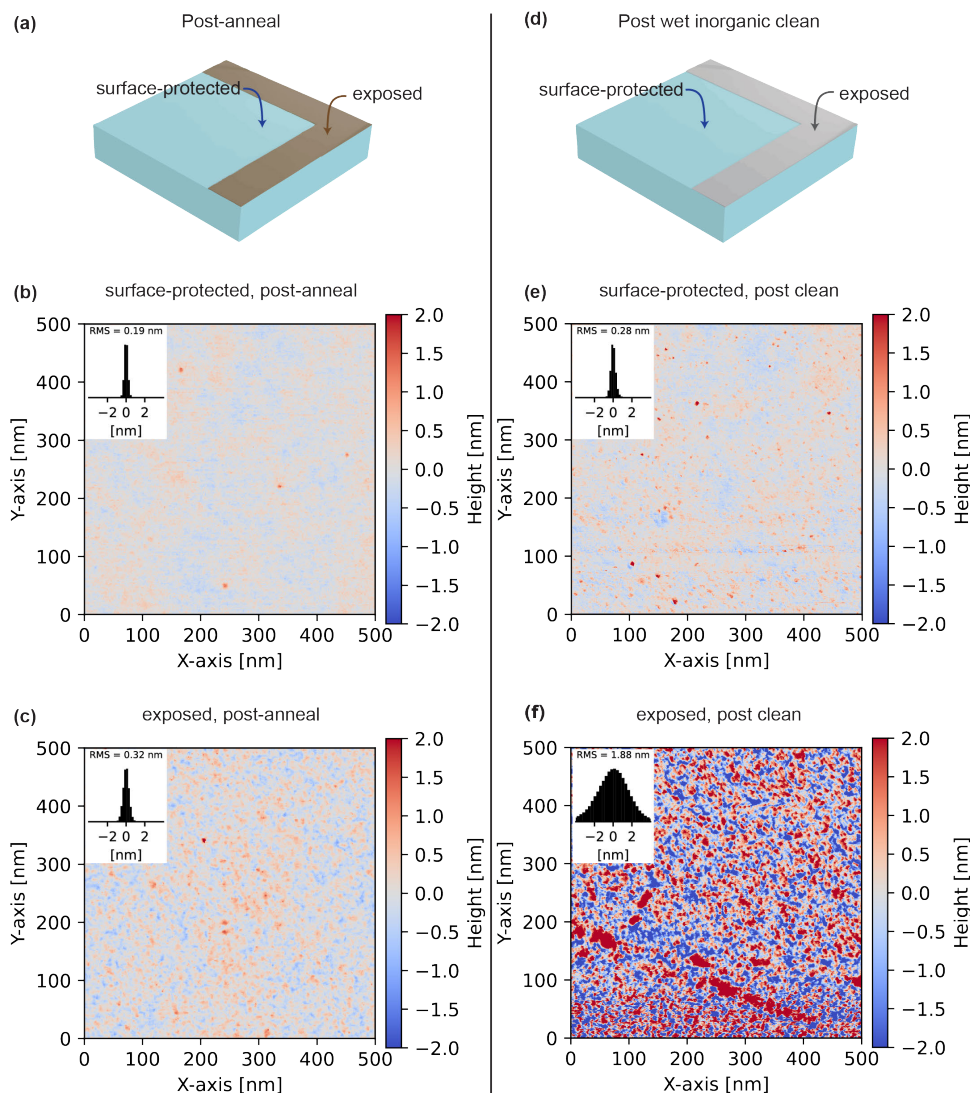 (a)
Post-anneal
surface-protected
exposed
(d)
Post wet inorganic clean
surface-protected
exposed
(b)
surface-protected, post-anneal
RMS = 0.19 nm
−2 0 2
[nm]
500
400
300
200
100
0
Y-axis [nm]
0 100 200 300 400 500
X-axis [nm]
2.0
1.5
1.0
0.5
0.0
−0.5
−1.0
−1.5
−2.0
Height [nm]
(e)
surface-protected, post clean
RMS = 0.28 nm
−2 0 2
[nm]
500
400
300
200
100
0
Y-axis [nm]
0 100 200 300 400 500
X-axis [nm]
2.0
1.5
1.0
0.5
0.0
−0.5
−1.0
−1.5
−2.0
Height [nm]
(c)
exposed, post-anneal
RMS = 0.32 nm
−2 0 2
[nm]
500
400
300
200
100
0
Y-axis [nm]
0 100 200 300 400 500
X-axis [nm]
2.0
1.5
1.0
0.5
0.0
−0.5
−1.0
−1.5
−2.0
Height [nm]
(f)
exposed, post clean
RMS = 1.88 nm
−2 0 2
[nm]
500
400
300
200
100
0
Y-axis [nm]
0 100 200 300 400 500
X-axis [nm]
2.0
1.5
1.0
0.5
0.0
−0.5
−1.0
−1.5
−2.0
Height [nm]